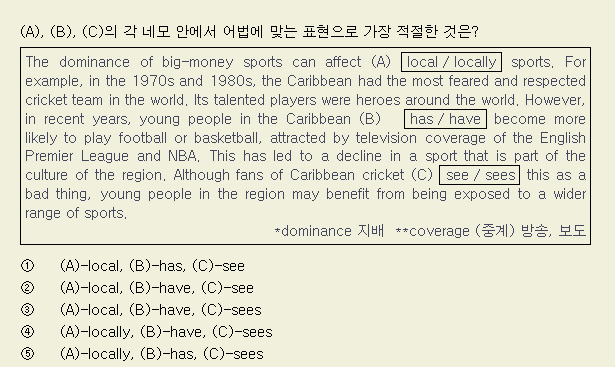 (A), (B), (C)의 각 네모 안에서 어법에 맞는 표현으로 가장 적절한 것은?
The dominance of big-money sports can affect (A) local / locally sports. For
example, in the 1970s and 1980s, the Caribbean had the most feared and respected
cricket team in the world. Its talented players were heroes around the world. However,
in recent years, young people in the Caribbean (B) has / have become more
likely to play football or basketball, attracted by television coverage of the English
Premier League and NBA. This has led to a decline in a sport that is part of the
culture of the region. Although fans of Caribbean cricket (C) see / sees this as a
bad thing, young people in the region may benefit from being exposed to a wider
range of sports.
*dominance 지배 **coverage (중계) 방송, 보도
① (A)-local, (B)-has, (C)-see
② (A)-local, (B)-have, (C)-see
③ (A)-local, (B)-have, (C)-sees
④ (A)-locally, (B)-have, (C)-sees
⑤ (A)-locally, (B)-has, (C)-sees